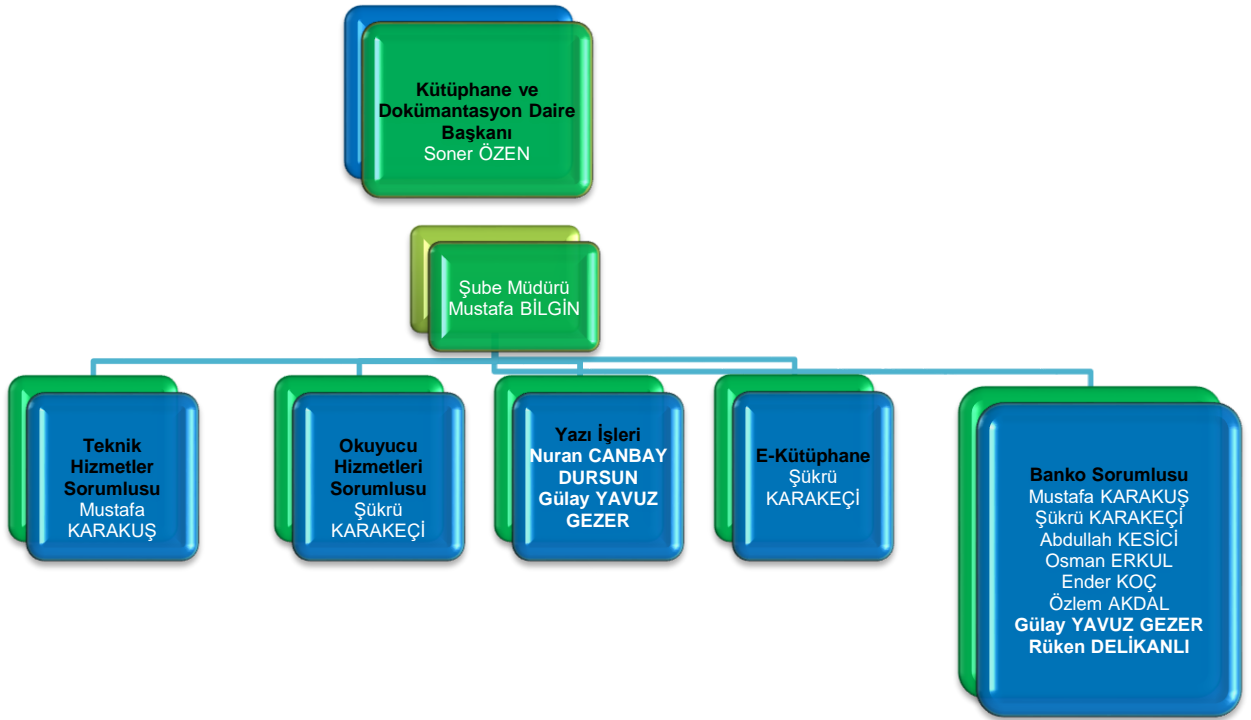 Kütüphane ve
Dokümantasyon Daire
Başkanı
Soner ÖZEN
Şube Müdürü
Mustafa BİLGİN
Teknik
Hizmetler
Sorumlusu
Mustafa
KARAKUŞ
Okuyucu
Hizmetleri
Sorumlusu
Şükrü
KARAKEÇİ
Yazı İşleri
Nuran CANBAY
DURSUN
Gülay YAVUZ
GEZER
E-Kütüphane
Şükrü
KARAKEÇİ
Banko Sorumlusu
Mustafa KARAKUŞ
Şükrü KARAKEÇİ
Abdullah KESİCİ
Osman ERKUL
Ender KOÇ
Özlem AKDAL
Gülay YAVUZ GEZER
Rüken DELİKANLI